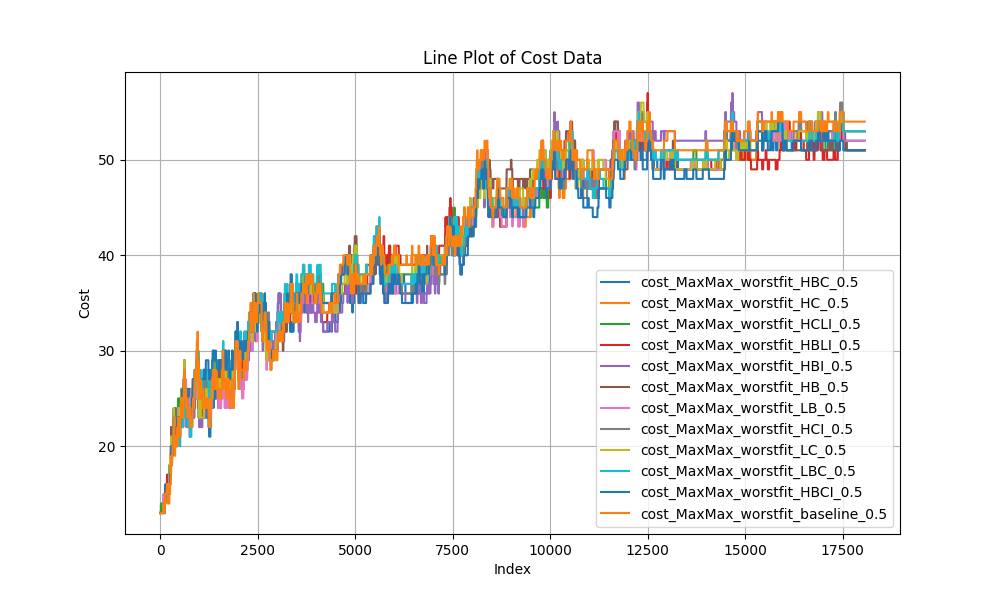 Line Plot of Cost Data
Cost
50
40
30
20
cost_MaxMax_worstfit_HBC_0.5
cost_MaxMax_worstfit_HC_0.5
cost_MaxMax_worstfit_HCLI_0.5
cost_MaxMax_worstfit_HBLI_0.5
cost_MaxMax_worstfit_HBI_0.5
cost_MaxMax_worstfit_HB_0.5
cost_MaxMax_worstfit_LB_0.5
cost_MaxMax_worstfit_HCI_0.5
cost_MaxMax_worstfit_LC_0.5
cost_MaxMax_worstfit_LBC_0.5
cost_MaxMax_worstfit_HBCI_0.5
cost_MaxMax_worstfit_baseline_0.5
0 2500 5000 7500 10000 12500 15000 17500
Index